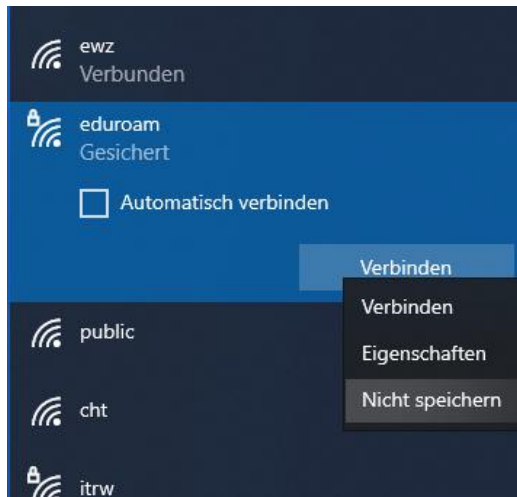 ewz
Verbunden
eduroam
Gesichert
Automatisch verbinden
Verbinden
Verbinden
Eigenschaften
Nicht speichern
public
cht
itrw